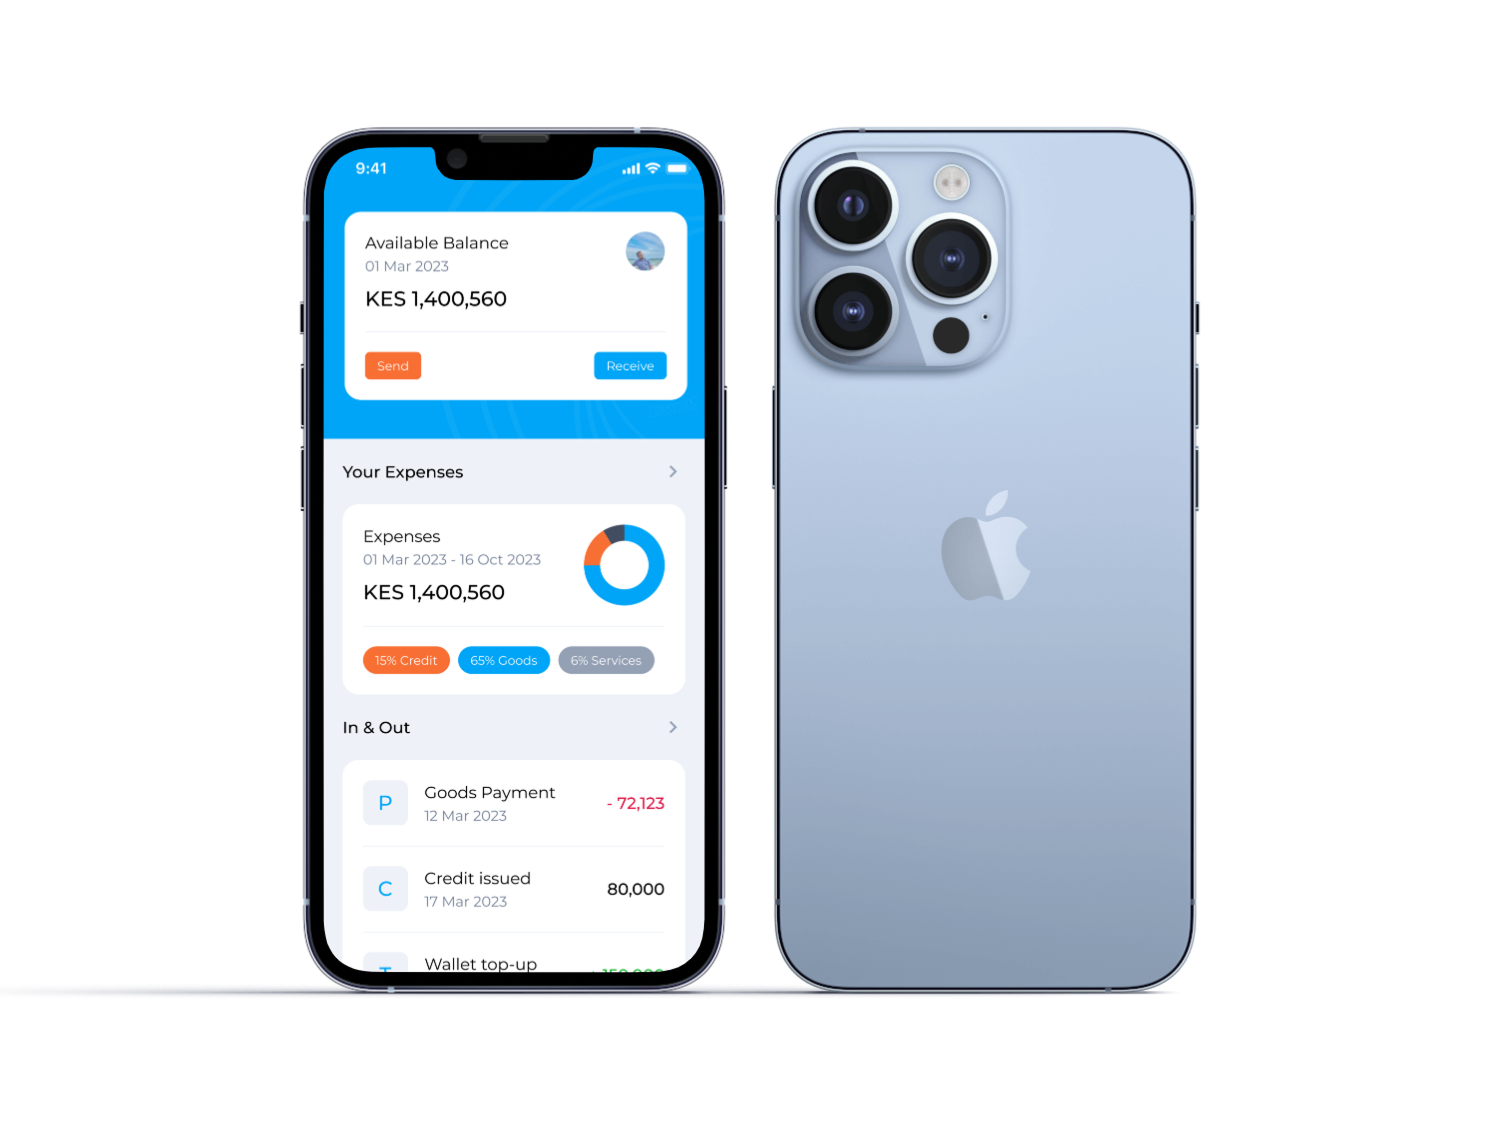 9:41
Available Balance
01 Mar 2023
KES 1,400,560
Send
Receive
Your Expenses
Expenses
01 Mar 2023 - 16 Oct 2023
KES 1,400,560
15% Credit
65% Goods
6% Services
In & Out
P
Goods Payment
- 72,123
12 Mar 2023
C
Credit issued
80,000
17 Mar 2023
Wallet top-up